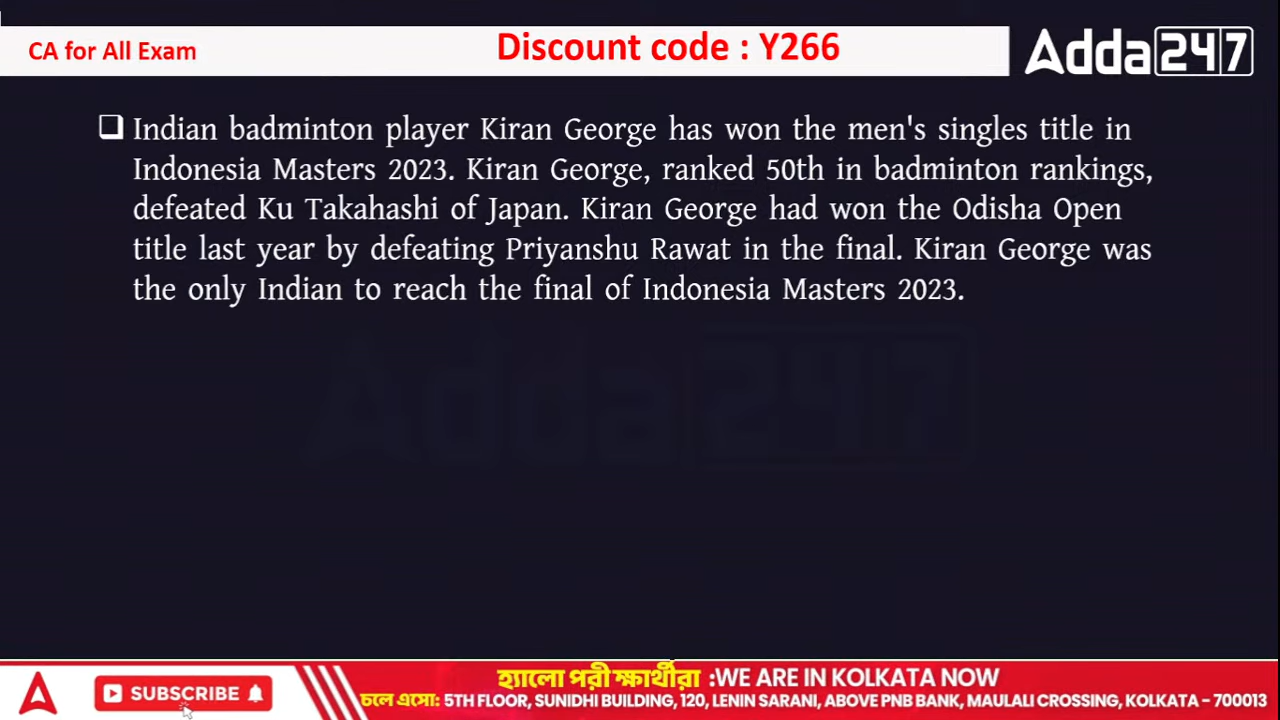 CA for All Exam
Discount code : Y266
Adda247
Indian badminton player Kiran George has won the men's singles title in
Indonesia Masters 2023. Kiran George, ranked 50th in badminton rankings,
defeated Ku Takahashi of Japan. Kiran George had won the Odisha Open
title last year by defeating Priyanshu Rawat in the final. Kiran George was
the only Indian to reach the final of Indonesia Masters 2023.
Adda247
SUBSCRIBE
হ্যালো পরীক্ষার্থীরা :WE ARE IN KOLKATA NOW
চলে এসো: 5TH FLOOR, SUNIDHI BUILDING, 120, LENIN SARANI, ABOVE PNB BANK, MAULALI CROSSING, KOLKATA - 700013